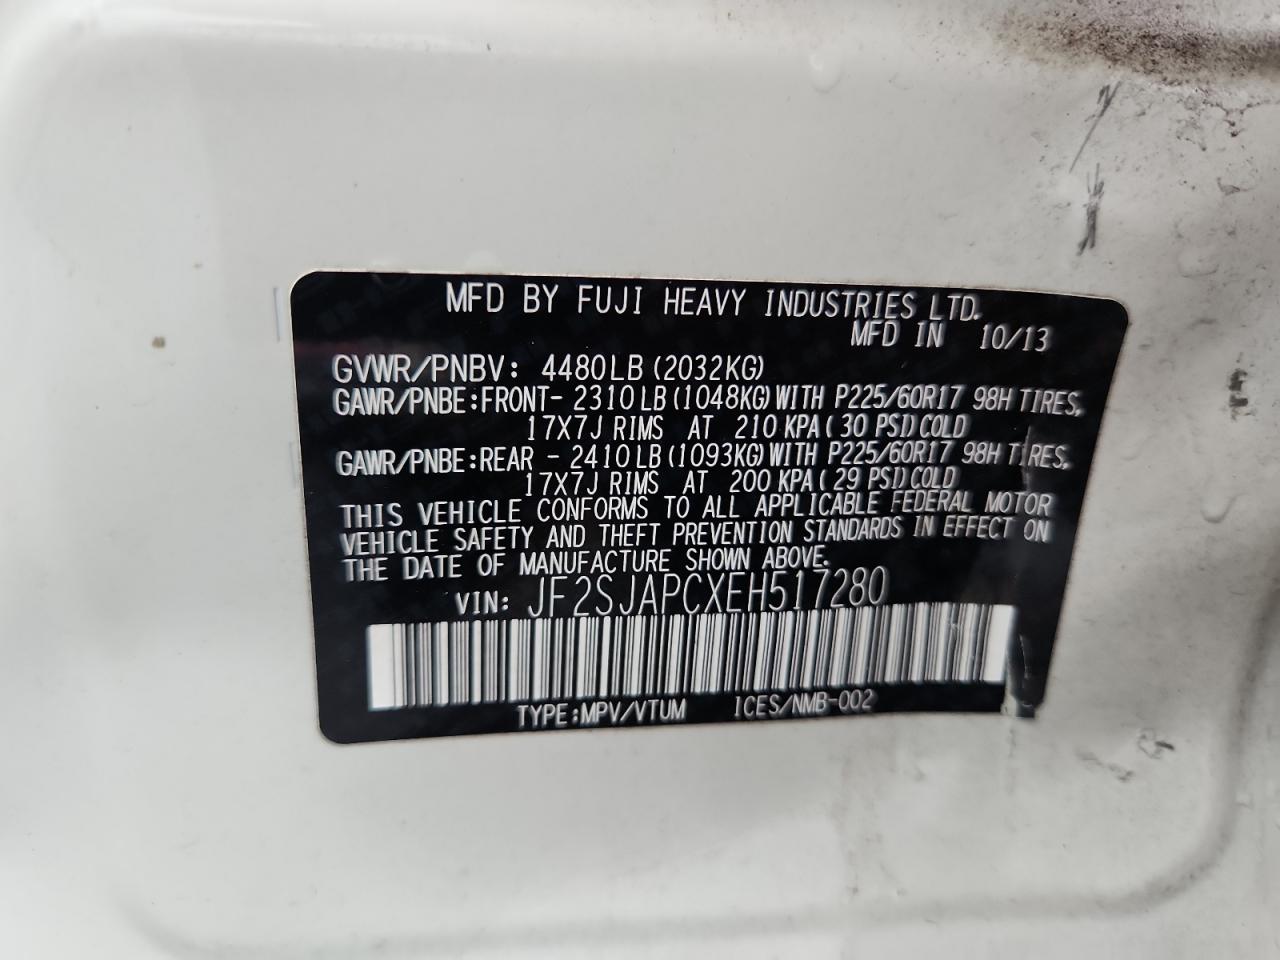 MFD BY FUJI HEAVY INDUSTRIES LTD.
MFD IN 10/13
GVWR/PNBV: 4480LB (2032KG)
GAWR/PNBE:FRONT- 2310LB (1048KG) WITH P225/60R17 98H TIRES,
17X7J RIMS AT 210 KPA( 30 PSI)COLD
GAWR/PNBE:REAR - 2410LB (1093KG) WITH P225/60R17 98H TIRES,
17X7J RIMS AT 200 KPA( 29 PSI)COLD
THIS VEHICLE CONFORMS TO ALL APPLICABLE FEDERAL MOTOR
VEHICLE SAFETY AND THEFT PREVENTION STANDARDS IN EFFECT ON
THE DATE OF MANUFACTURE SHOWN ABOVE.
VIN: JF2SJAPCXEH517280
TYPE:MPV/VTUM ICES/NMB-002